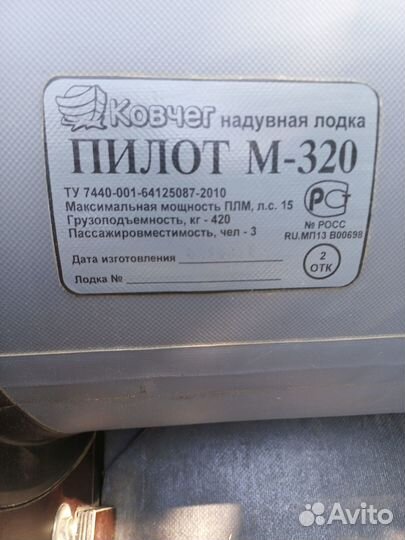 Ковчег надувная лодка
ПИЛОТ М-320
ТУ 7440-001-64125087-2010
Максимальная мощность ПЛМ, л.с. 15
Грузоподъемность, кг - 420
Пассажировместимость, чел - 3
РСТ
№ РОСС
RU.МП13 В00698
Дата изготовления
Лодка №
2
ОТК
Avito